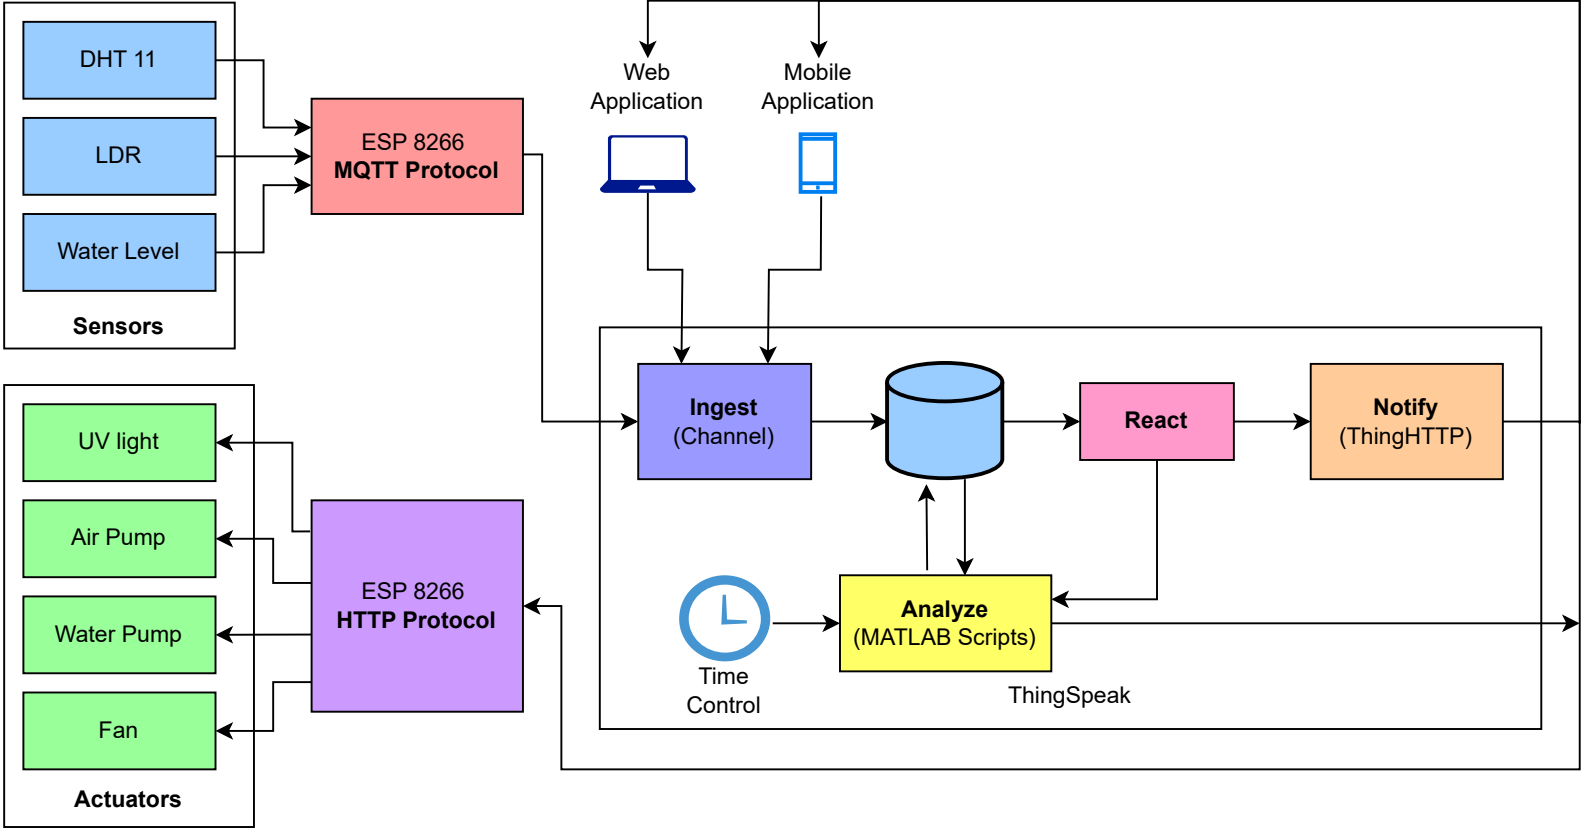 DHT 11
LDR
Water Level
Sensors
ESP 8266
MQTT Protocol
Web
Application
Mobile
Application
UV light
Air Pump
Water Pump
Fan
Actuators
ESP 8266
HTTP Protocol
Ingest
(Channel)
React
Notify
(ThingHTTP)
Time
Control
Analyze
(MATLAB Scripts)
ThingSpeak